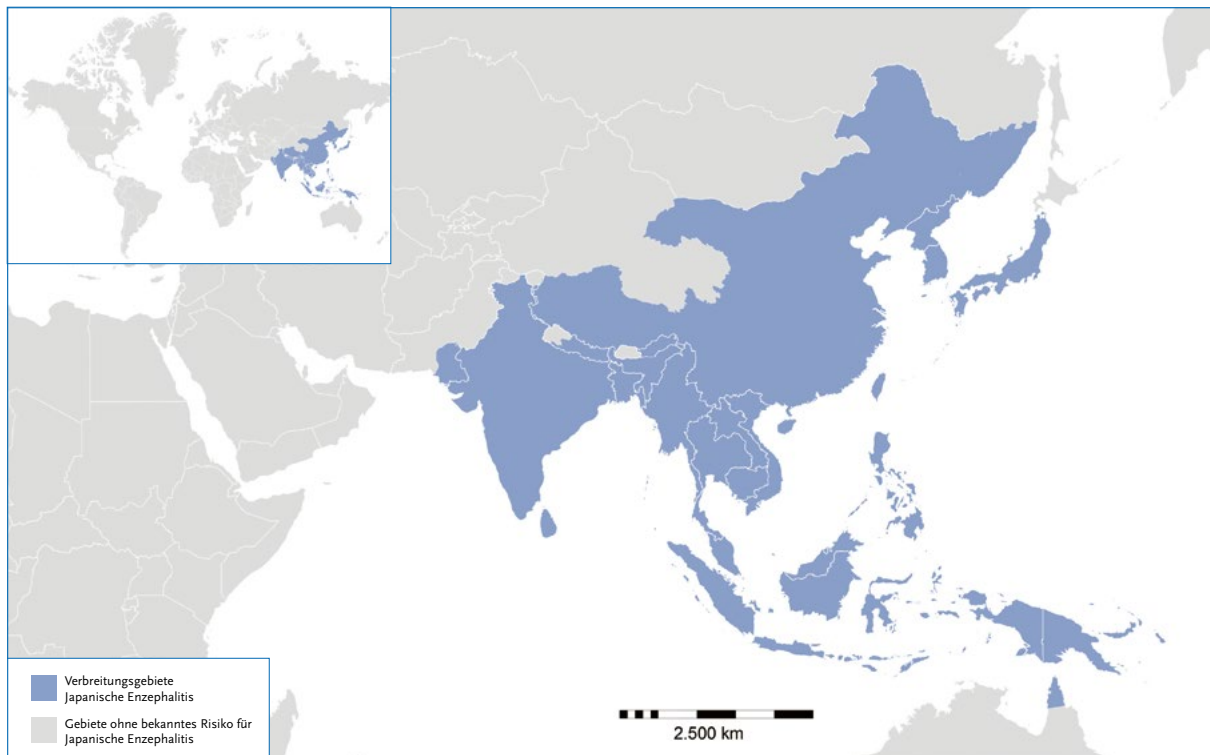 Verbreitungsgebiete
Japanische Enzephalitis
Gebiete ohne bekanntes Risiko für
Japanische Enzephalitis
2.500 km